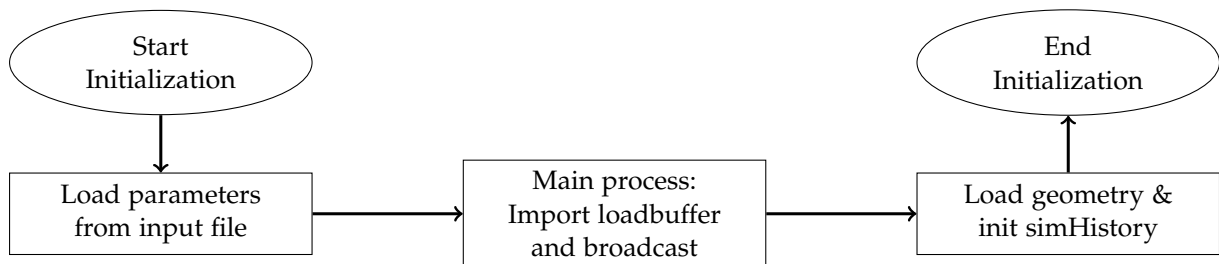 Start
Initialization
Load parameters
from input file
Main process:
Import loadbuffer
and broadcast
Load geometry &
init simHistory
End
Initialization